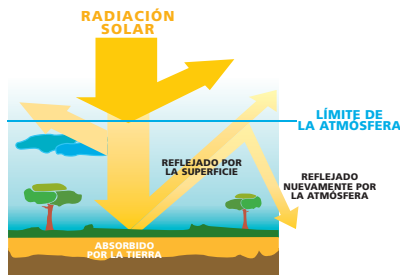 RADIACIÓN
SOLAR
LÍMITE DE
LA ATMÓSFERA
REFLEJADO POR
LA SUPERFICIE
REFLEJADO
NUEVAMENTE POR
LA ATMÓSFERA
ABSORBIDO
POR LA TIERRA